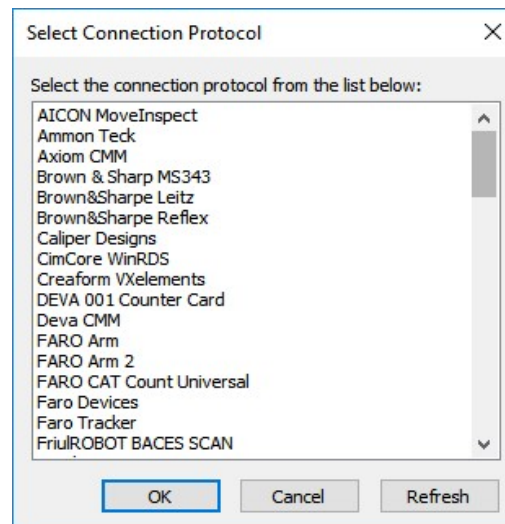 Select Connection Protocol
Select the connection protocol from the list below:
AICON MoveInspect
Ammon Teck
Axiom CMM
Brown & Sharp MS343
Brown&Sharpe Leitz
Brown&Sharpe Reflex
Caliper Designs
CimCore WinRDS
Creaform VXelements
DEVA 001 Counter Card
Deva CMM
FARO Arm
FARO Arm 2
FARO CAT Count Universal
Faro Devices
Faro Tracker
FriulROBOT BACES SCAN
OK Cancel Refresh